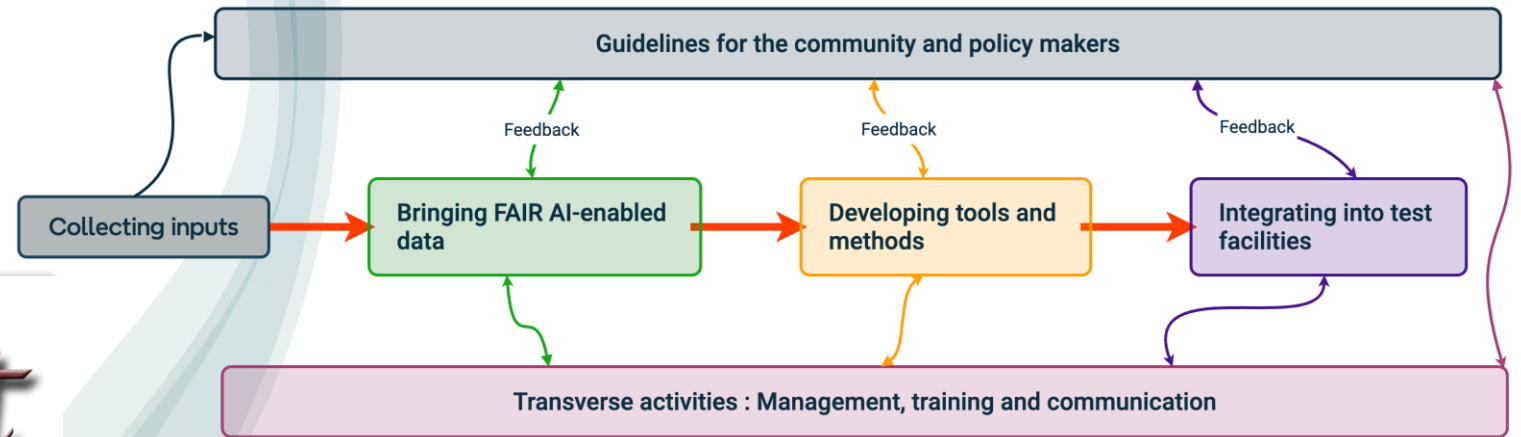 Guidelines for the community and policy makers
Feedback
Feedback
Feedback
Collecting inputs
Bringing FAIR AI-enabled
data
Developing tools and
methods
Integrating into test
facilities
Transverse activities : Management, training and communication